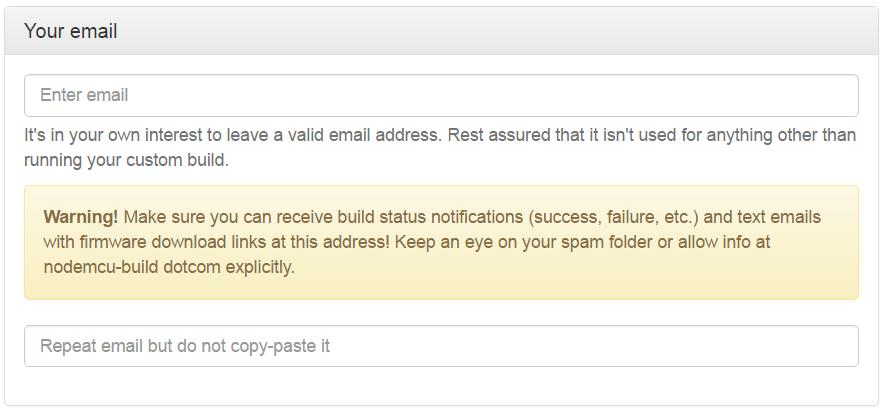 Your email
Enter email
It's in your own interest to leave a valid email address. Rest assured that it isn't used for anything other than
running your custom build.
Warning! Make sure you can receive build status notifications (success, failure, etc.) and text emails
with firmware download links at this address! Keep an eye on your spam folder or allow info at
nodemcu-build dotcom explicitly.
Repeat email but do not copy-paste it